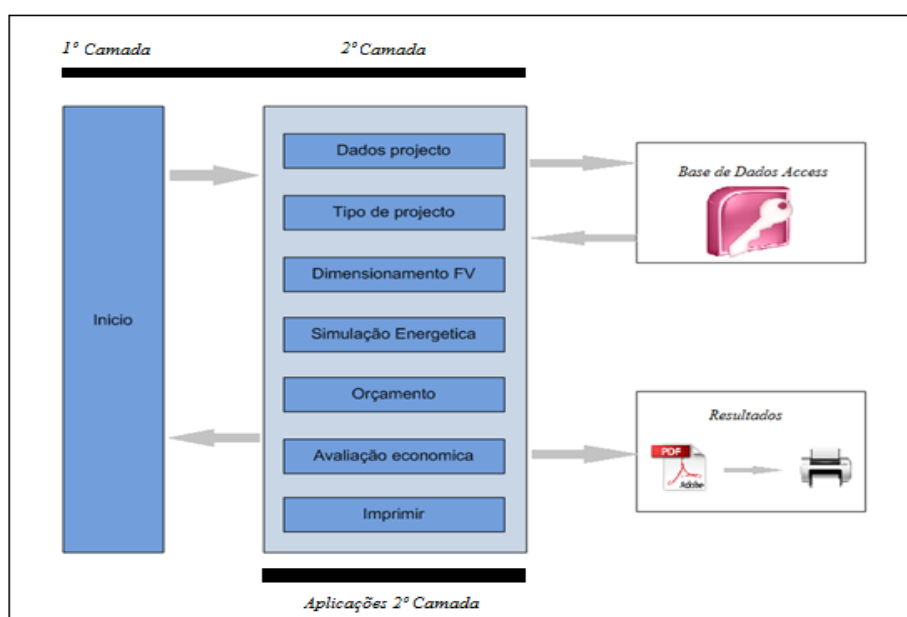 1º Camada
2º Camada
Inicio
Dados projecto
Tipo de projecto
Dimensionamento FV
Simulação Energetica
Orçamento
Avaliação economica
Imprimir
Base de Dados Access
Resultados
PDF
Adobe
Aplicações 2º Camada